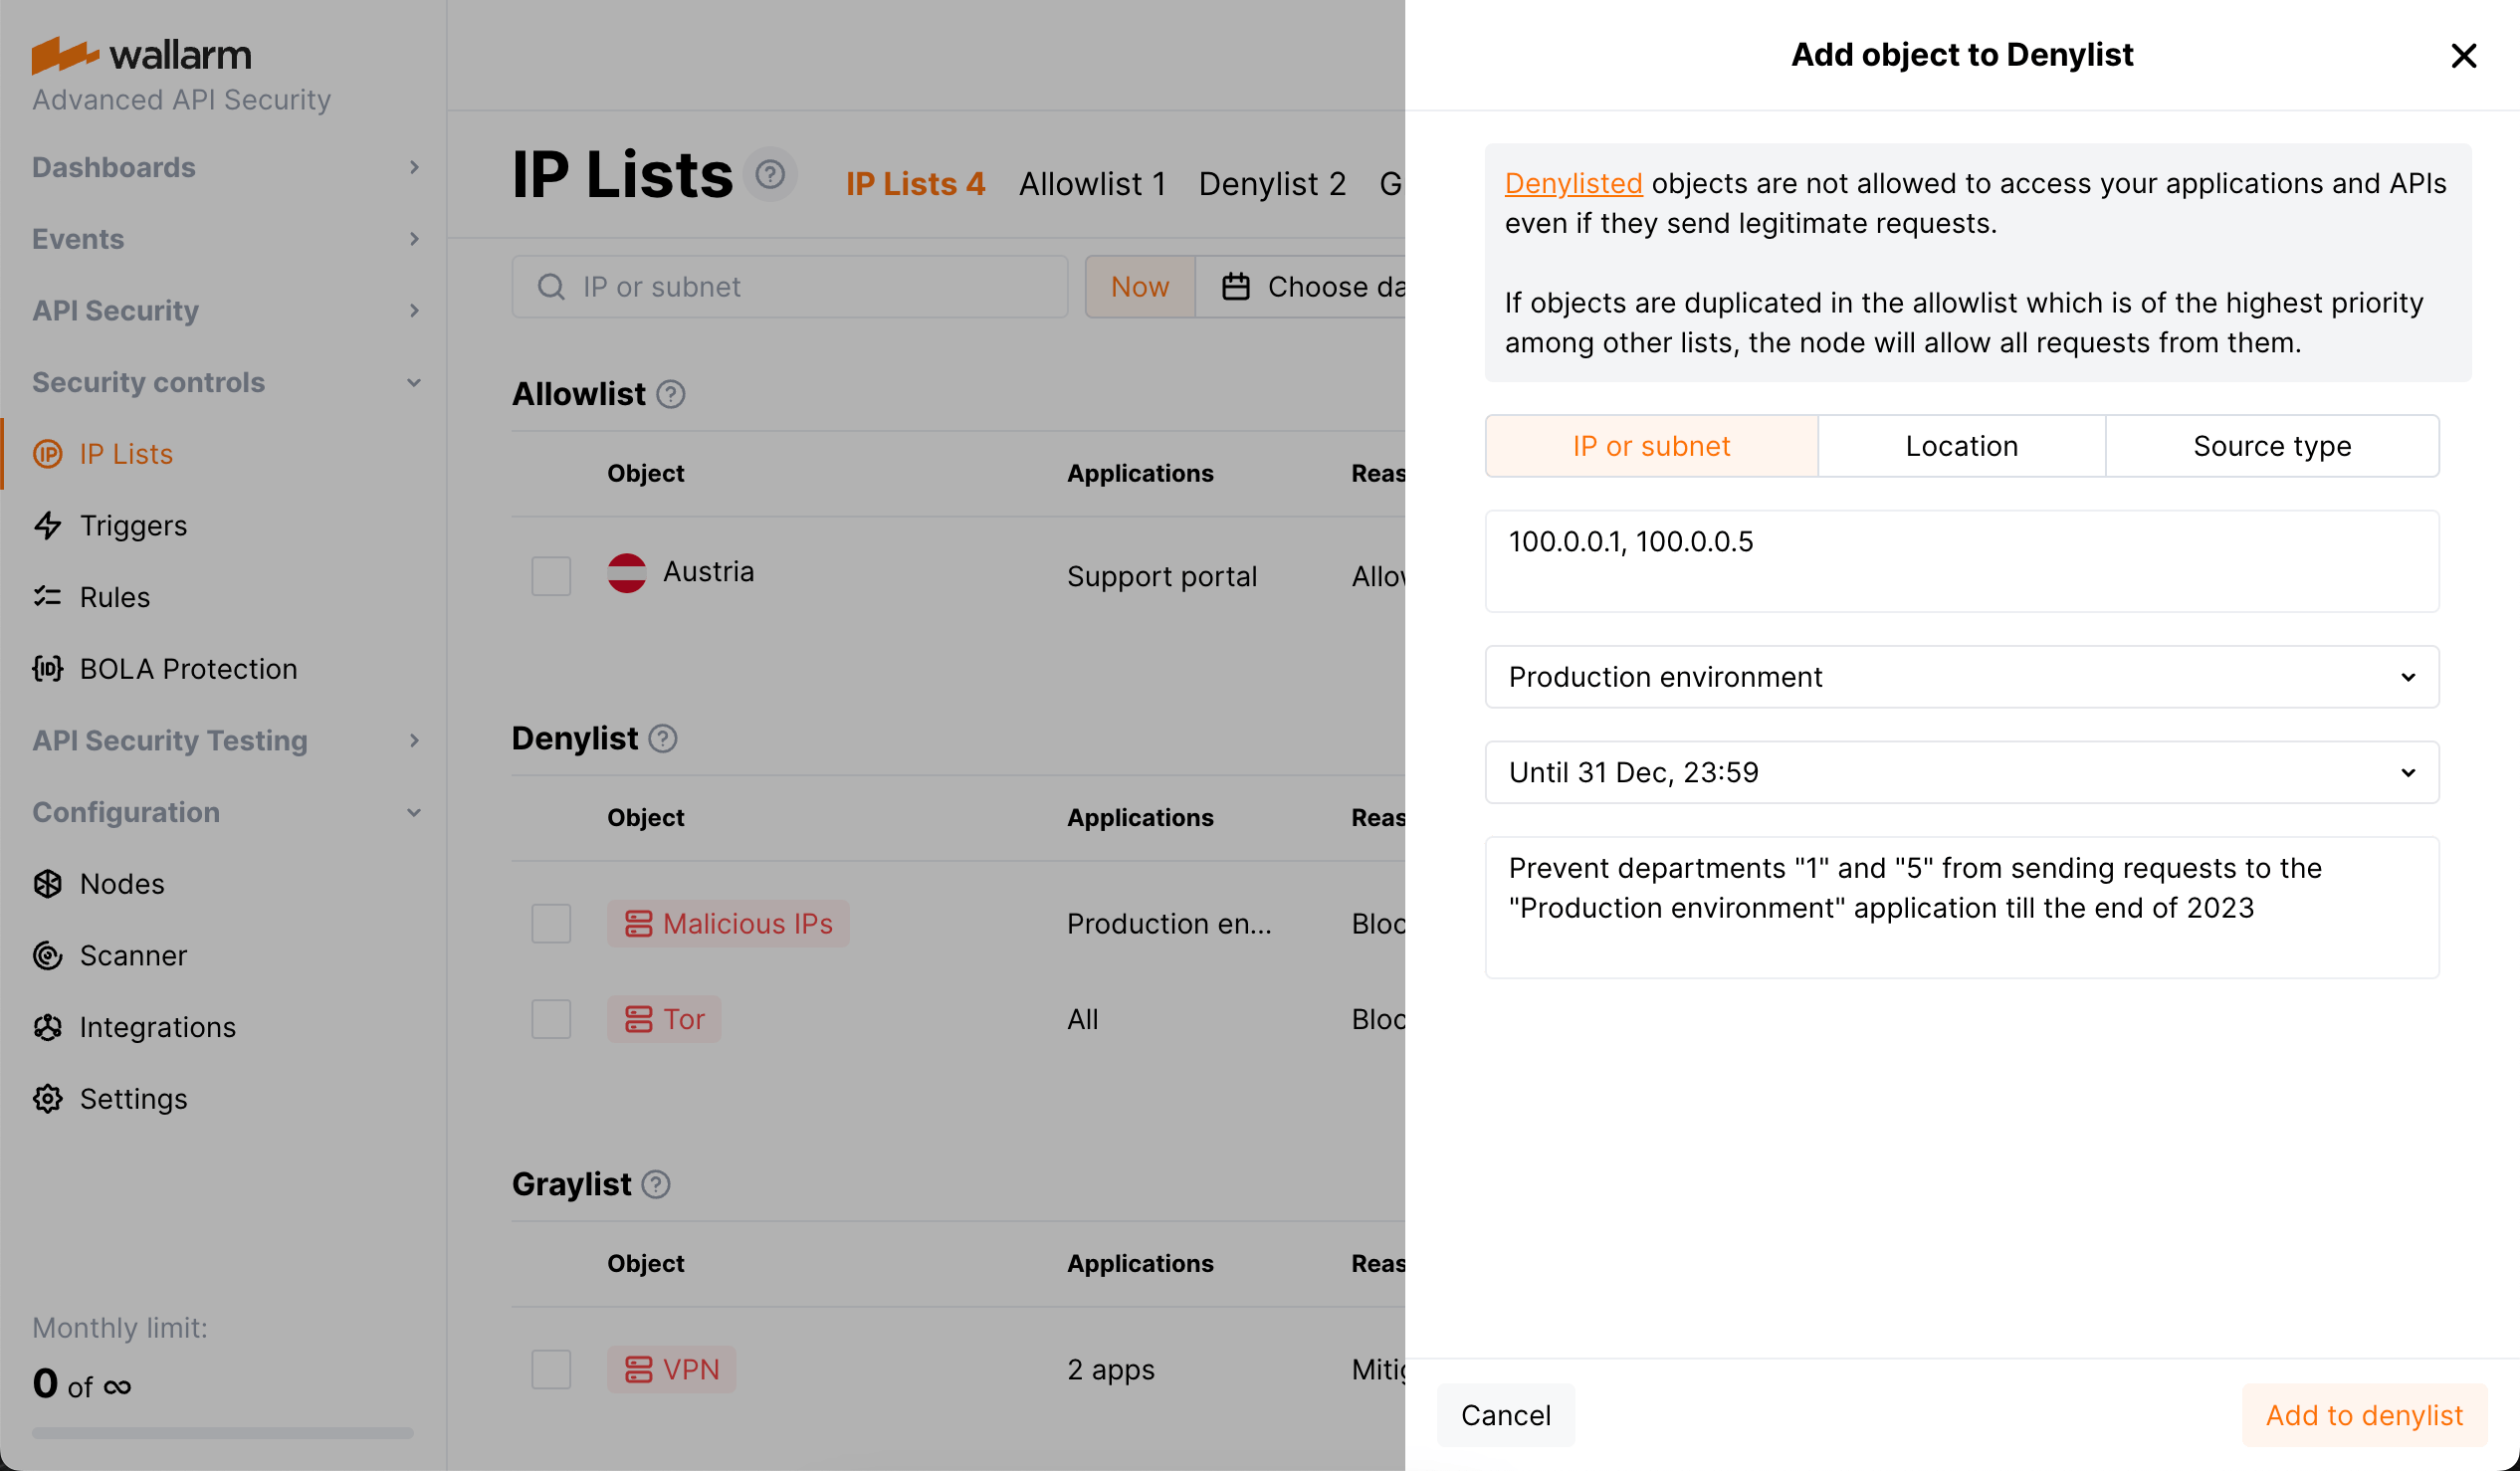 wallarm
Advanced API Security
Dashboards
Events
API Security
Security controls
IP Lists
Triggers
Rules
BOLA Protection
API Security Testing
Configuration
Nodes
Scanner
Integrations
Settings
Monthly limit:
0 of ∞
IP Lists
IP Lists 4 Allowlist 1 Denylist 2 G
IP or subnet Now Choose da
Allowlist
Object Applications Reas
Austria Support portal Allow
Denylist
Object Applications Reas
Malicious IPs Production en... Bloc
Tor All Bloc
Graylist
Object Applications Reas
VPN 2 apps Mitig
Add object to Denylist
Denylisted objects are not allowed to access your applications and APIs
even if they send legitimate requests.
If objects are duplicated in the allowlist which is of the highest priority
among other lists, the node will allow all requests from them.
IP or subnet Location Source type
100.0.0.1, 100.0.0.5
Production environment
Until 31 Dec, 23:59
Prevent departments "1" and "5" from sending requests to the
"Production environment" application till the end of 2023
Cancel Add to denylist